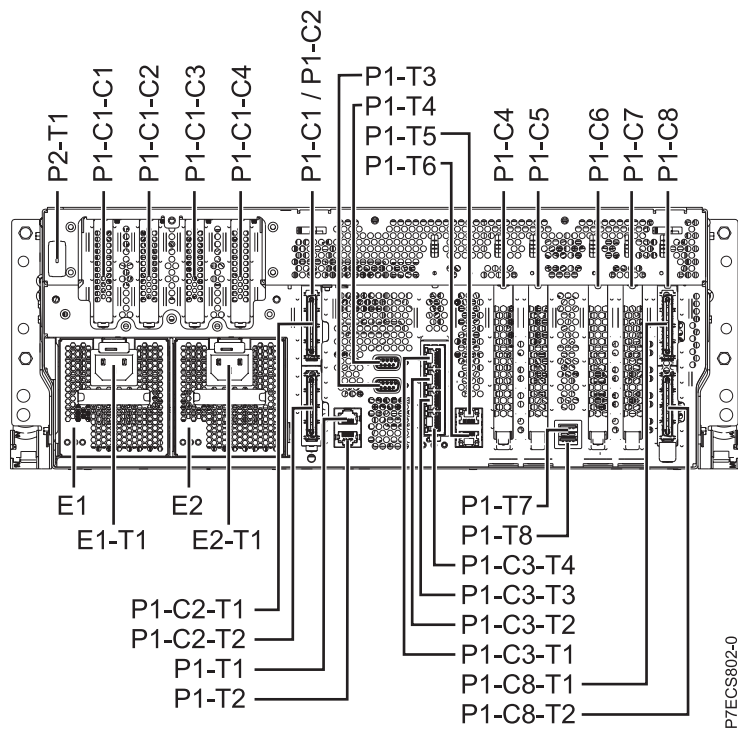 P2-T1
P1-C1-C1
P1-C1-C2
P1-C1-C3
P1-C1-C4
P1-C1 / P1-C2
P1-T3
P1-T4
P1-T5
P1-T6
P1-C4
P1-C5
P1-C6
P1-C7
P1-C8
E1
E1-T1
E2
E2-T1
P1-C2-T1
P1-C2-T2
P1-T1
P1-T2
P1-T7
P1-T8
P1-C3-T4
P1-C3-T3
P1-C3-T2
P1-C3-T1
P1-C8-T1
P1-C8-T2
P7ECS802-0